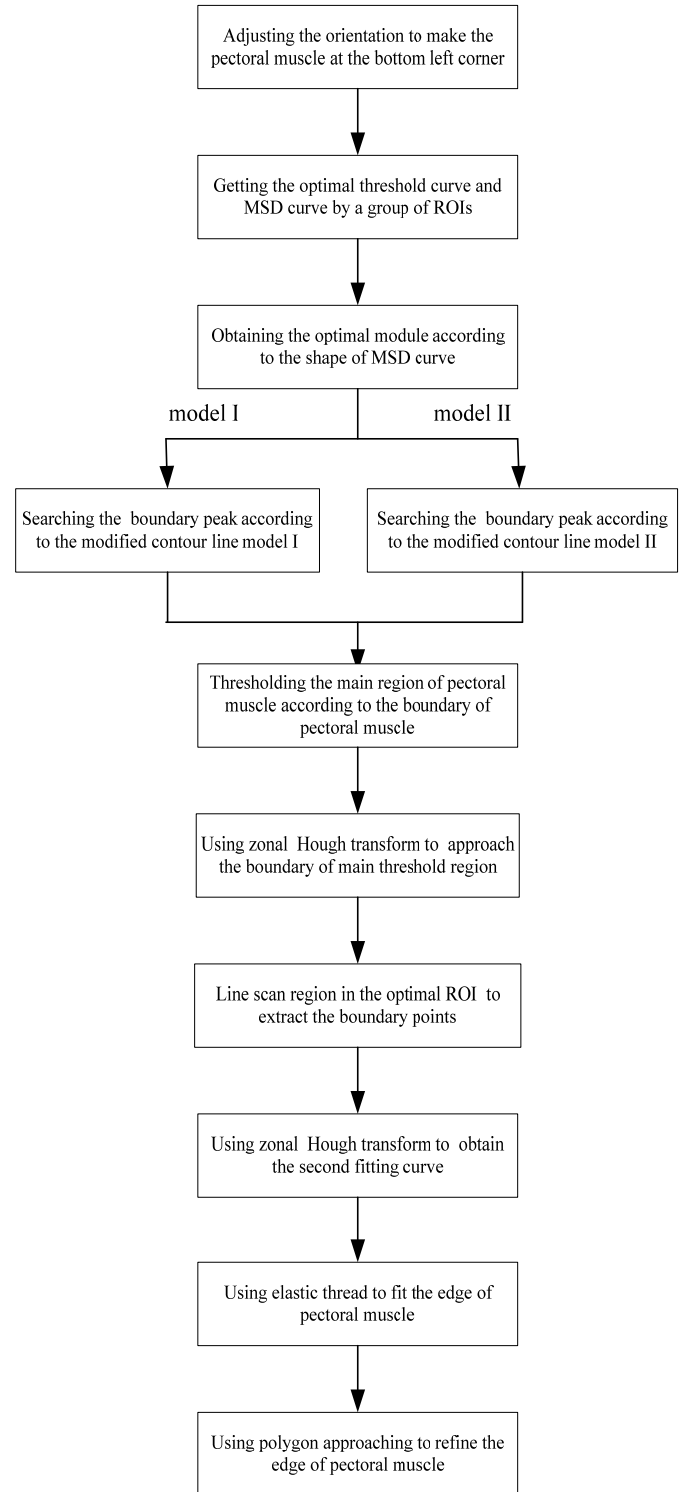 Adjusting the orientation to make the
pectoral muscle at the bottom left corner
Getting the optimal threshold curve and
MSD curve by a group of ROIs
Obtaining the optimal module according
to the shape of MSD curve
model I
model II
Searching the boundary peak according
to the modified contour line model I
Searching the boundary peak according
to the modified contour line model II
Thresholding the main region of pectoral
muscle according to the boundary of
pectoral muscle
Using zonal Hough transform to approach
the boundary of main threshold region
Line scan region in the optimal ROI to
extract the boundary points
Using zonal Hough transform to obtain
the second fitting curve
Using elastic thread to fit the edge of
pectoral muscle
Using polygon approaching to refine the
edge of pectoral muscle